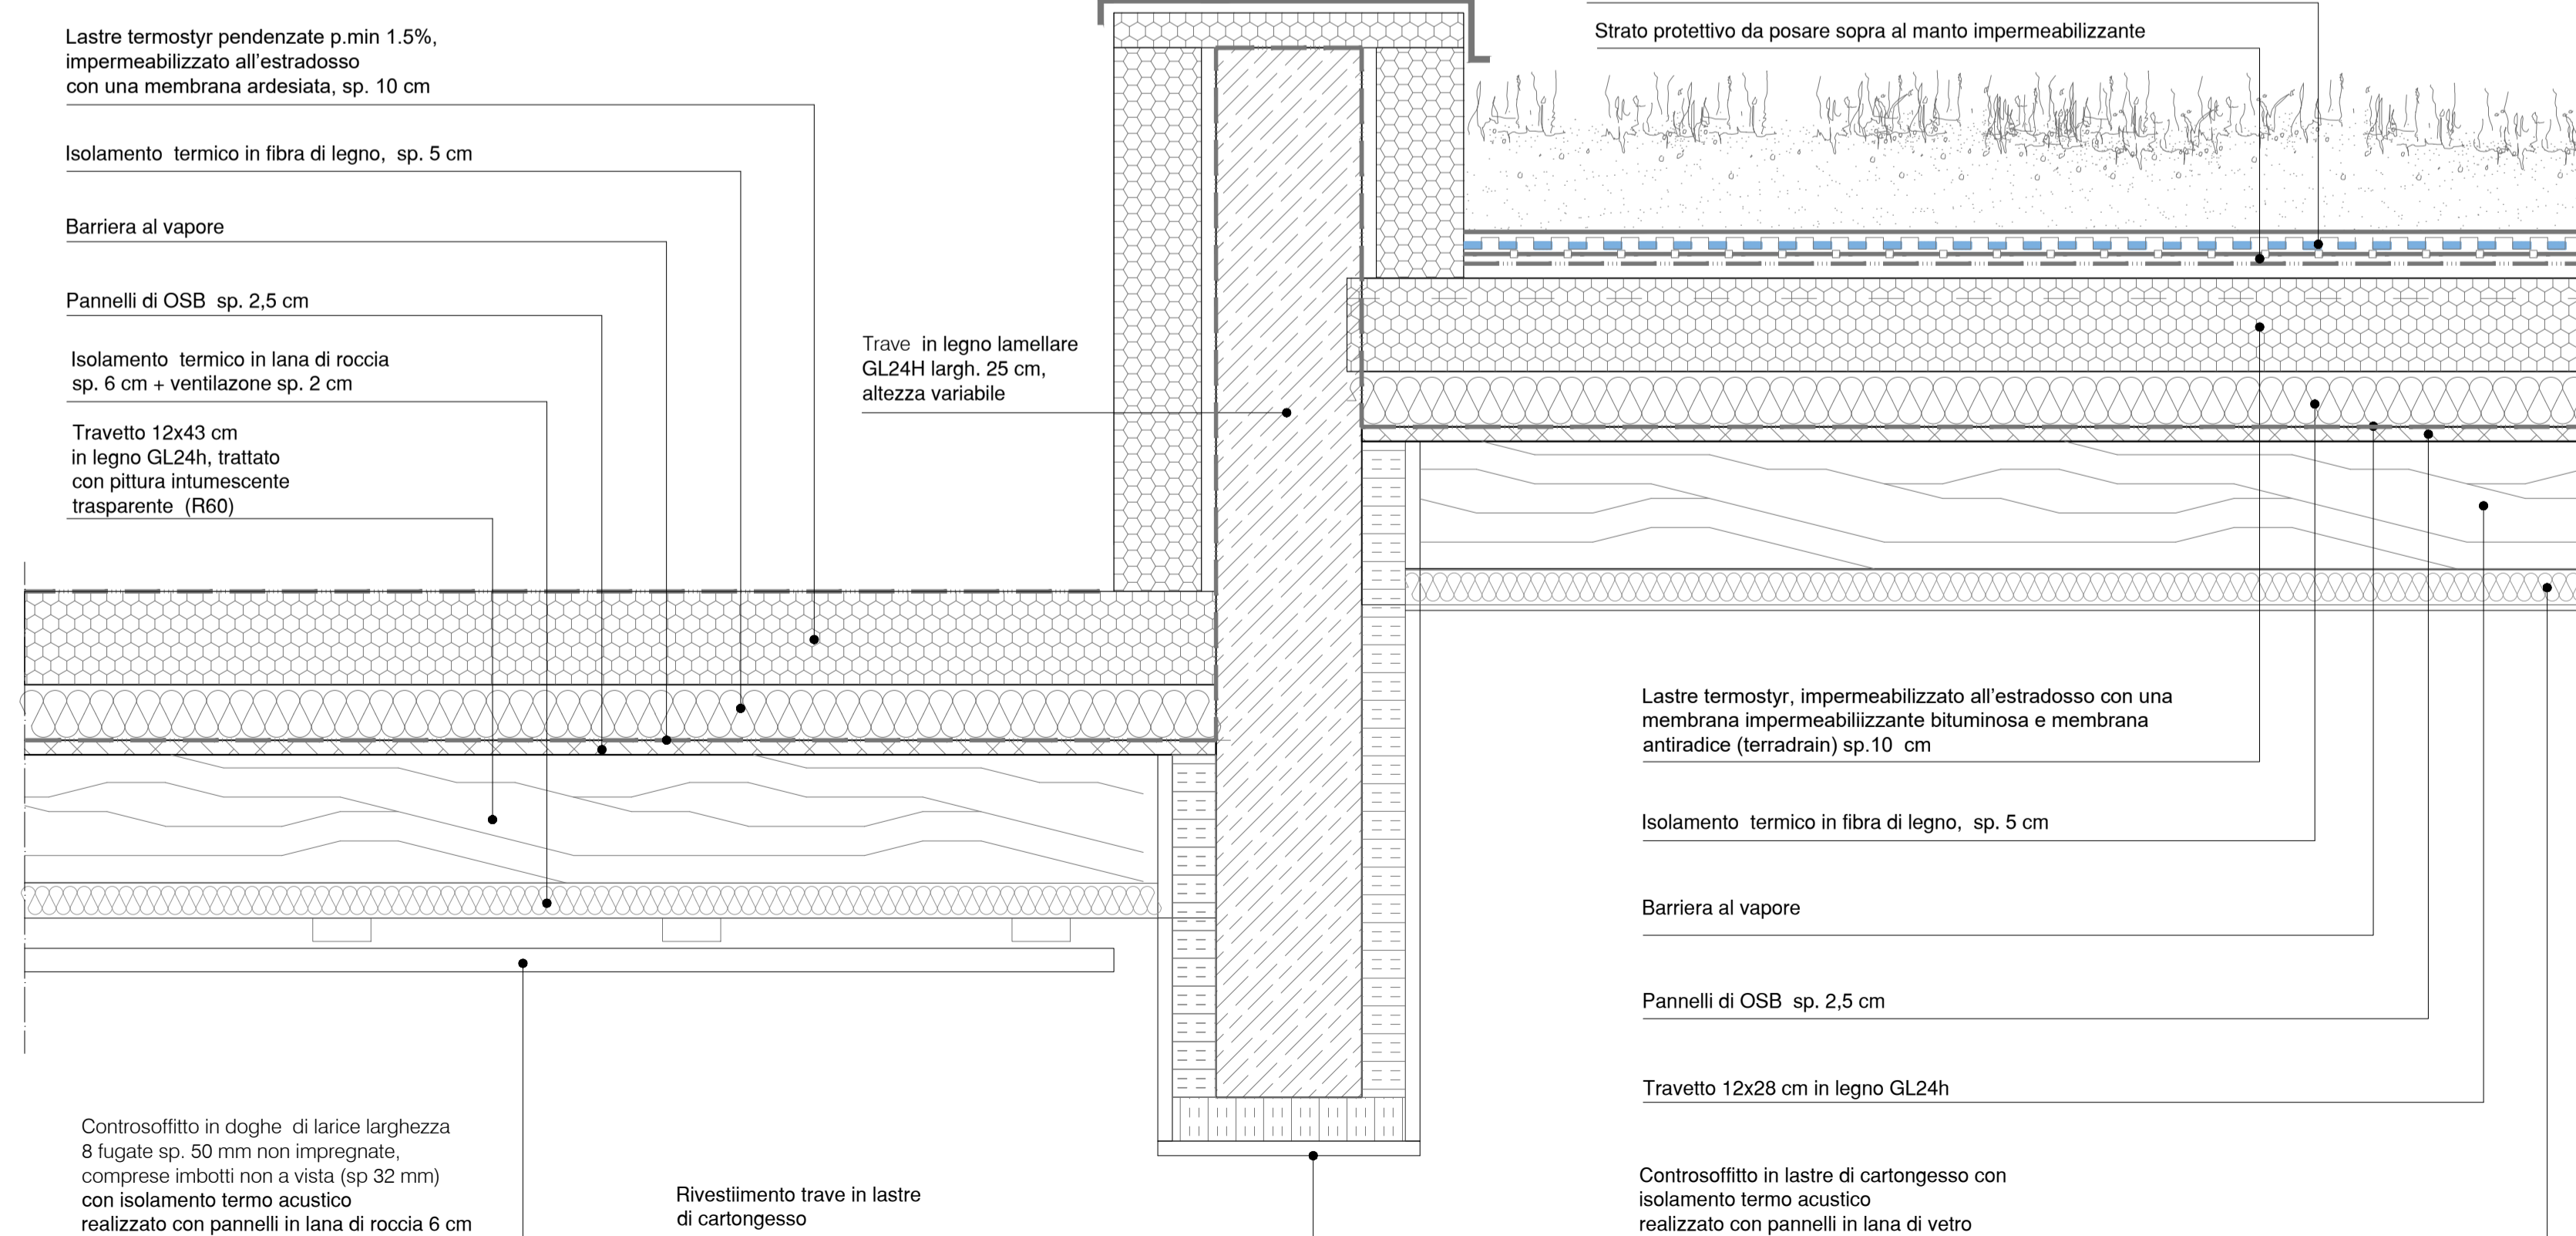 Lastre termostyr pendenzate p.min 1.5%,
impermeabilizzato all'estradosso
con una membrana ardesiata, sp. 10 cm
Isolamento termico in fibra di legno, sp. 5 cm
Barriera al vapore
Pannelli di OSB sp. 2,5 cm
Isolamento termico in lana di roccia
sp. 6 cm + ventilazone sp. 2 cm
Travetto 12x43 cm
in legno GL24h, trattato
con pittura intumescente
trasparente (R60)
Trave in legno lamellare
GL24H largh. 25 cm,
altezza variabile
Strato protettivo da posare sopra al manto impermeabilizzante
Lastre termostyr, impermeabilizzato all'estradosso con una
membrana impermeabiliizzante bituminosa e membrana
antiradice (terradrain) sp.10 cm
Isolamento termico in fibra di legno, sp. 5 cm
Barriera al vapore
Pannelli di OSB sp. 2,5 cm
Travetto 12x28 cm in legno GL24h
Controsoffitto in lastre di cartongesso con
isolamento termo acustico
realizzato con pannelli in lana di vetro
Controsoffitto in doghe di larice larghezza
8 fugate sp. 50 mm non impregnate,
comprese imbotti non a vista (sp 32 mm)
con isolamento termo acustico
realizzato con pannelli in lana di roccia 6 cm
Rivestiimento trave in lastre
di cartongesso